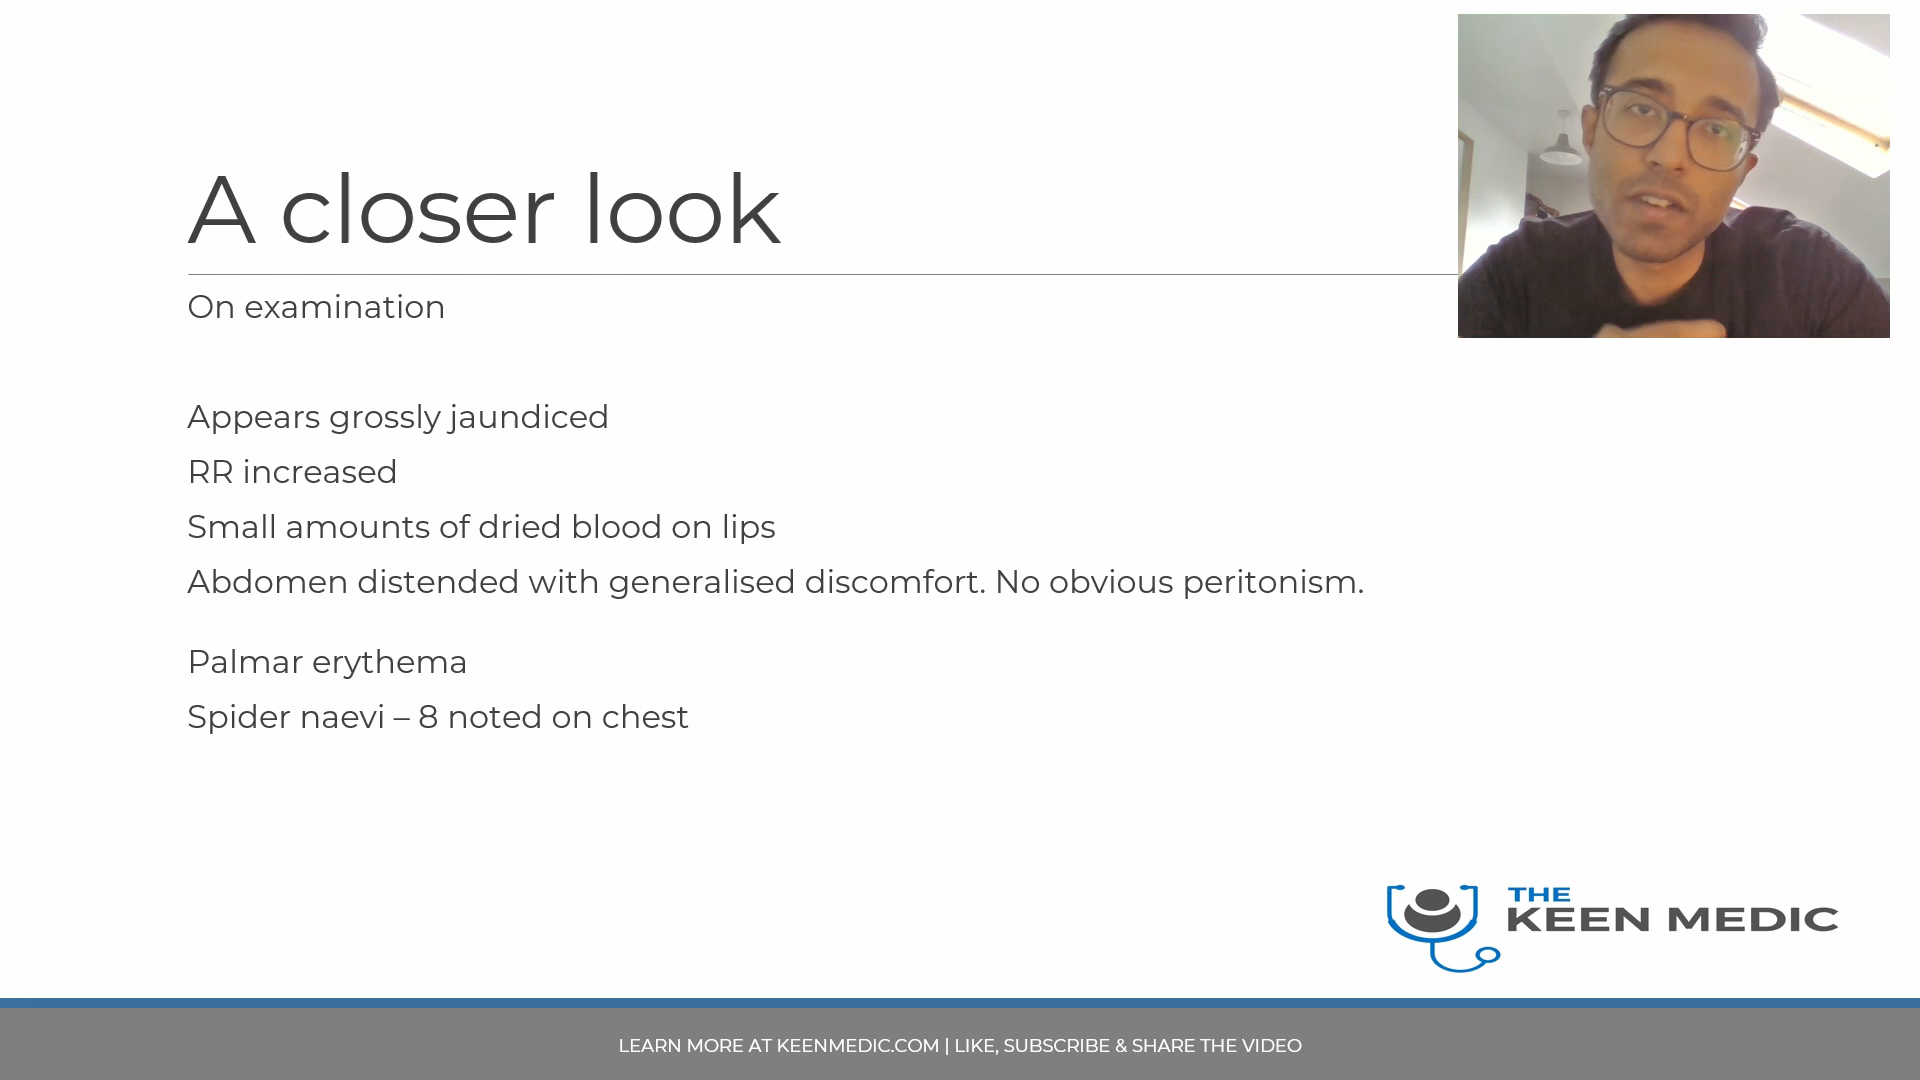 A closer look
On examination
Appears grossly jaundiced
RR increased
Small amounts of dried blood on lips
Abdomen distended with generalised discomfort. No obvious peritonism.
Palmar erythema
Spider naevi – 8 noted on chest
THE
KEEN MEDIC
LEARN MORE AT KEENMEDIC.COM | LIKE, SUBSCRIBE & SHARE THE VIDEO